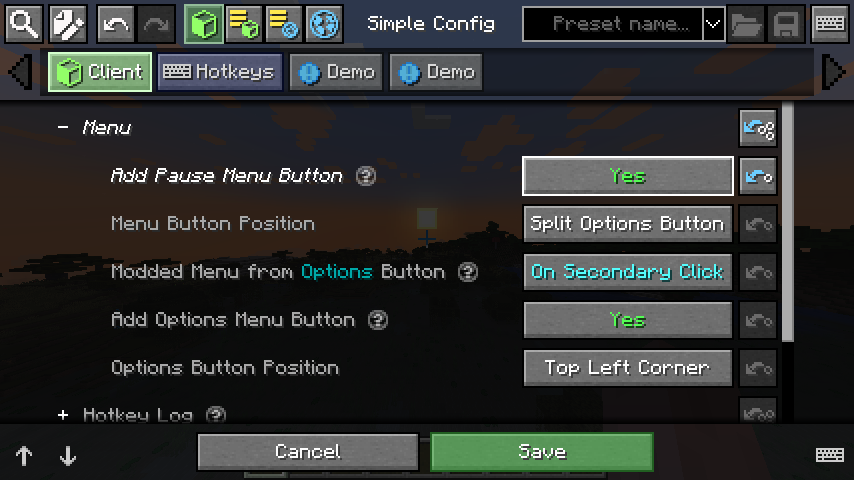 Simple Config
Preset name...
Client
Hotkeys
Demo
Demo
− Menu
Add Pause Menu Button ?
Yes
Menu Button Position
Split Options Button
Modded Menu from Options Button ?
On Secondary Click
Add Options Menu Button ?
Yes
Options Button Position
Top Left Corner
+ Hotkey Log ?
Cancel
Save